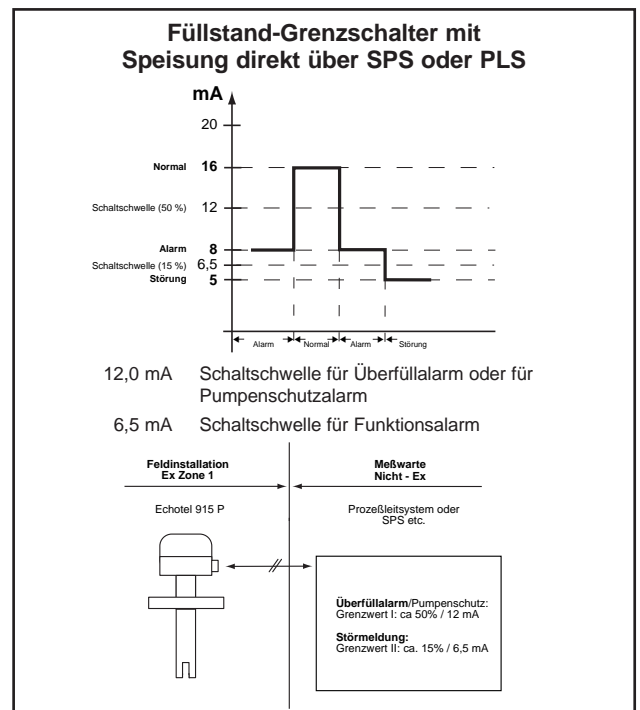 Füllstand-Grenzschalter mit
Speisung direkt über SPS oder PLS
mA
20
Normal 16
Schaltschwelle (50 %) 12
Alarm 8
Schaltschwelle (15 %) 6,5
Störung 5
Alarm Normal Alarm Störung
12,0 mA Schaltschwelle für Überfüllalarm oder für
Pumpenschutzalarm
6,5 mA Schaltschwelle für Funktionsalarm
Feldinstallation
Ex Zone 1
Meßwarte
Nicht - Ex
Echotel 915 P
Prozeßleitsystem oder
SPS etc.
Überfüllalarm/Pumpenschutz:
Grenzwert I: ca 50% / 12 mA
Störmeldung:
Grenzwert II: ca. 15% / 6,5 mA